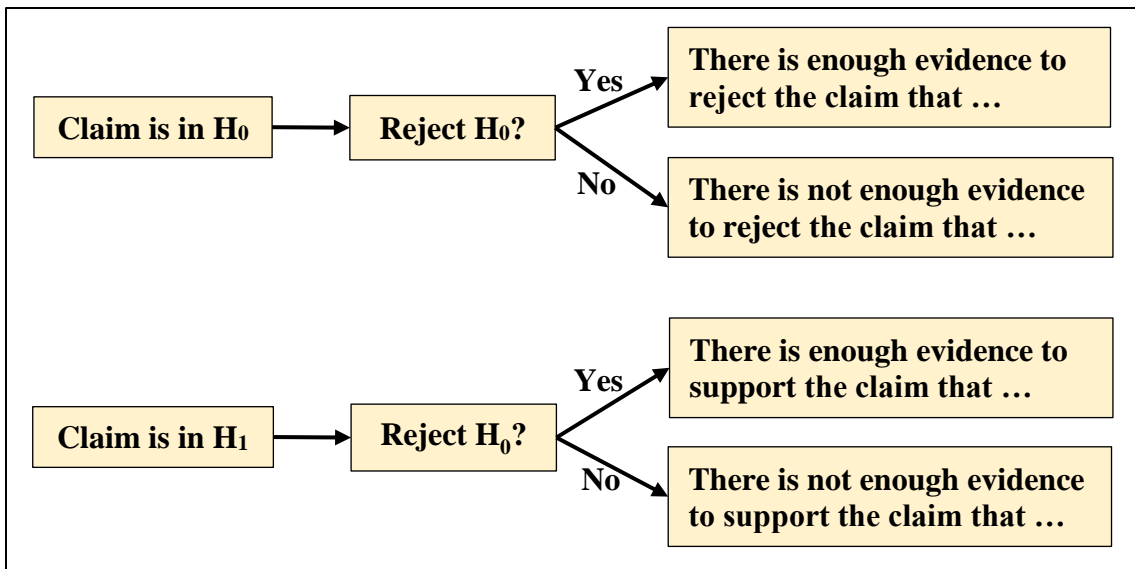 Claim is in H₀
Reject H₀?
Yes
There is enough evidence to
reject the claim that …
No
There is not enough evidence
to reject the claim that …
Claim is in H₁
Reject H₀?
Yes
There is enough evidence to
support the claim that …
No
There is not enough evidence
to support the claim that …